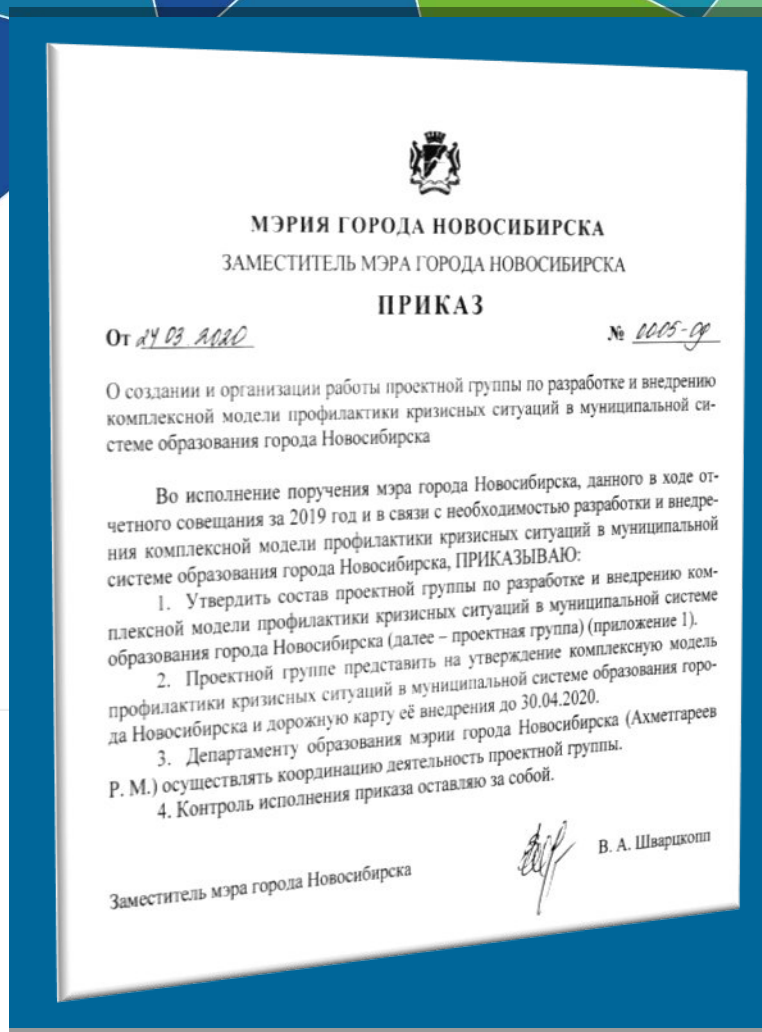 МЭРИЯ ГОРОДА НОВОСИБИРСКА
ЗАМЕСТИТЕЛЬ МЭРА ГОРОДА НОВОСИБИРСКА
ПРИКАЗ
От 24 03. 2020 № 0005-од
О создании и организации работы проектной группы по разработке и внедрению
комплексной модели профилактики кризисных ситуаций в муниципальной си-
стеме образования города Новосибирска
Во исполнение поручения мэра города Новосибирска, данного в ходе от-
четного совещания за 2019 год и в связи с необходимостью разработки и внедре-
ния комплексной модели профилактики кризисных ситуаций в муниципальной
системе образования города Новосибирска, ПРИКАЗЫВАЮ:
1. Утвердить состав проектной группы по разработке и внедрению ком-
плексной модели профилактики кризисных ситуаций в муниципальной системе
образования города Новосибирска (далее – проектная группа) (приложение 1).
2. Проектной группе представить на утверждение комплексную модель
профилактики кризисных ситуаций в муниципальной системе образования горо-
да Новосибирска и дорожную карту её внедрения до 30.04.2020.
3. Департаменту образования мэрии города Новосибирска (Ахметгареев
Р. М.) осуществлять координацию деятельность проектной группы.
4. Контроль исполнения приказа оставляю за собой.
Заместитель мэра города Новосибирска В. А. Шварцкопп